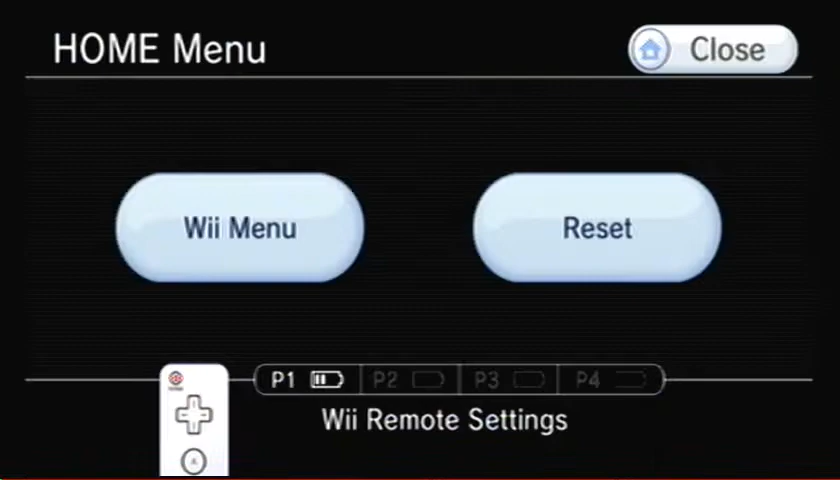 HOME Menu
Close
Wii Menu
Reset
P1 P2 P3 P4
Wii Remote Settings
A